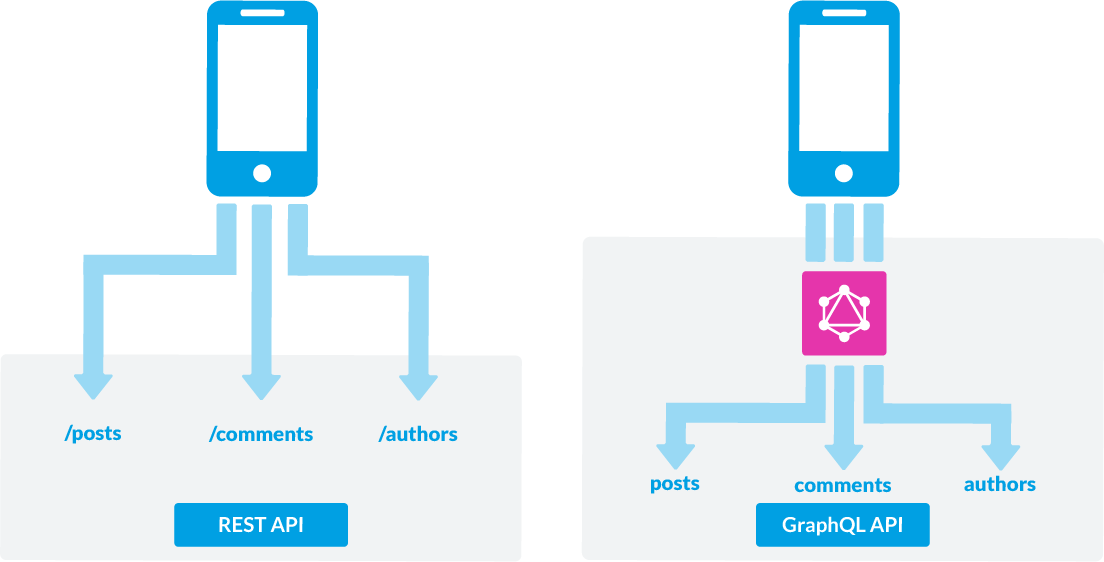 /posts
/comments
/authors
REST API
posts
comments
authors
GraphQL API